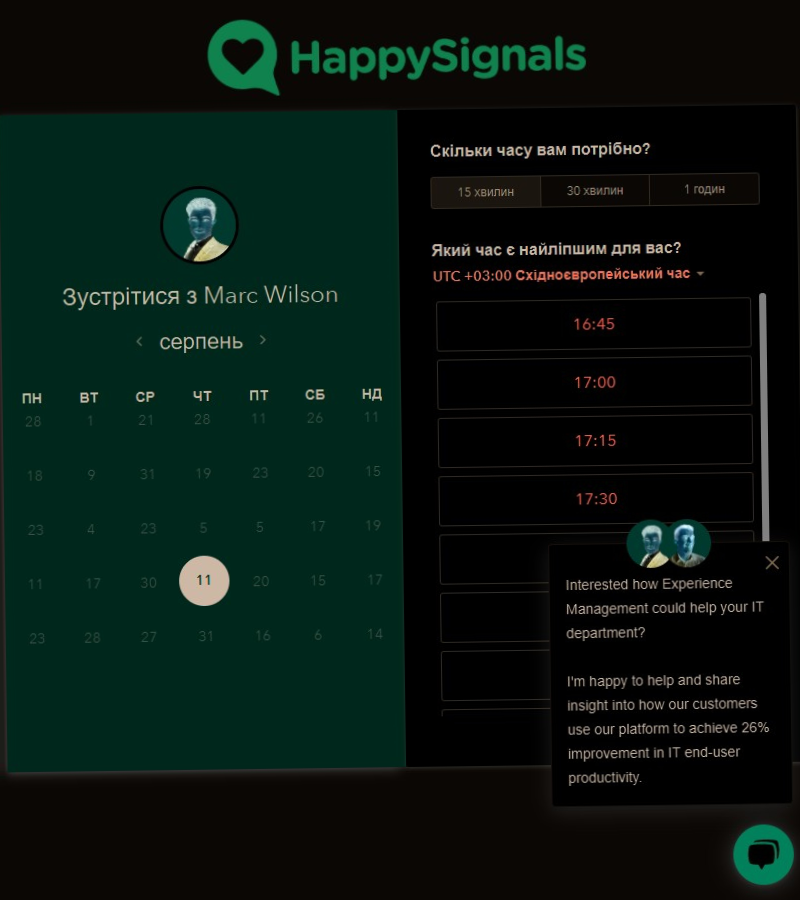 HappySignals
Зустрітися з Marc Wilson
серпень
ПН ВТ СР ЧТ ПТ СБ НД
28 1 21 28 11 26 11
18 9 31 19 23 20 15
23 4 23 5 5 17 19
11 17 30 11 20 15 17
23 28 27 31 16 6 14
Скільки часу вам потрібно?
15 хвилин 30 хвилин 1 годин
Який час є найліпшим для вас?
UTC +03:00 Східноєвропейський час
16:45
17:00
17:15
17:30
Interested how Experience
Management could help your IT
department?
I'm happy to help and share
insight into how our customers
use our platform to achieve 26%
improvement in IT end-user
productivity.